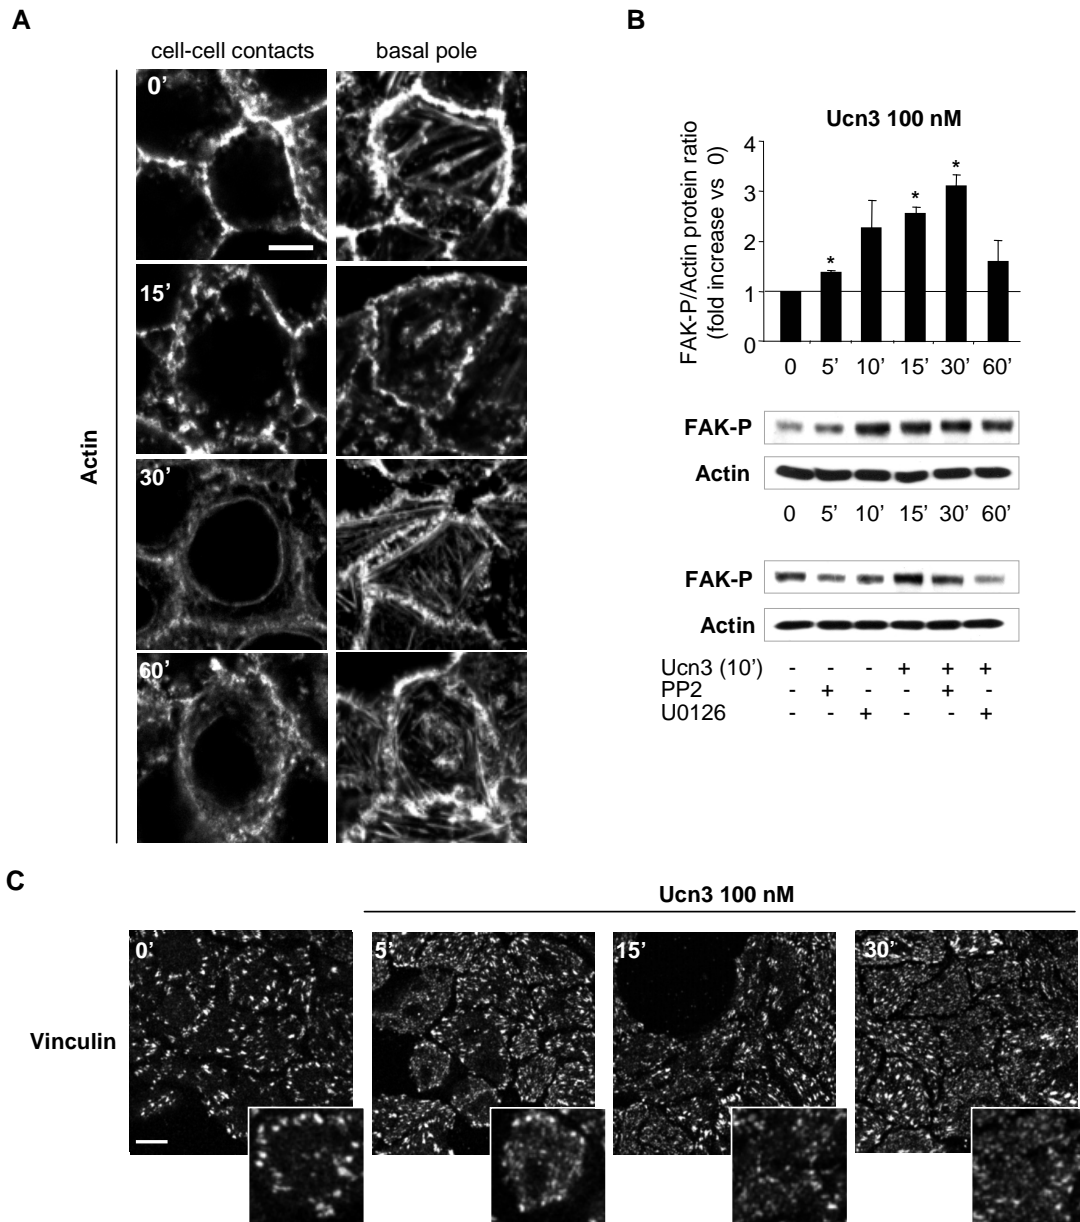 A
cell-cell contacts basal pole
0'
15'
30'
60'
Actin
B
Ucn3 100 nM
FAK-P/Actin protein ratio
(fold increase vs 0)
4
3
2
1
0
* * *
0 5' 10' 15' 30' 60'
FAK-P
Actin
0 5' 10' 15' 30' 60'
FAK-P
Actin
Ucn3 (10') - - - + + +
PP2 - + - - + -
U0126 - - + - - +
C
Ucn3 100 nM
0' 5' 15' 30'
Vinculin